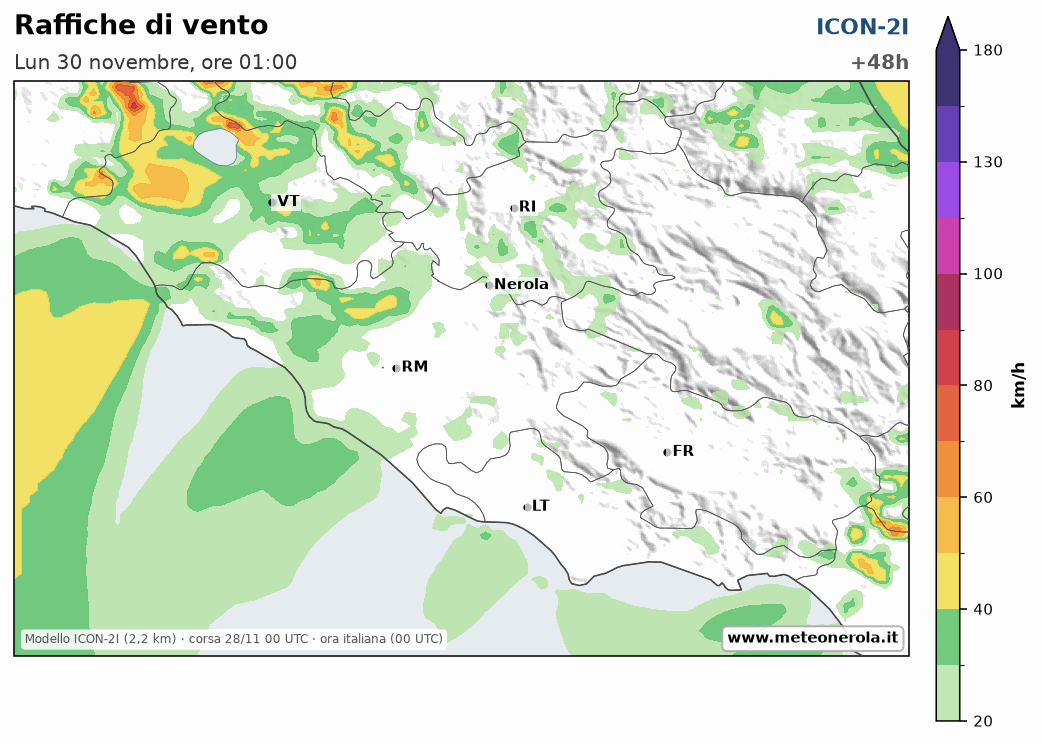 Raffiche di vento
ICON-2I
Lun 30 novembre, ore 01:00
+48h
VT
RI
Nerola
RM
FR
LT
Modello ICON-2I (2,2 km) · corsa 28/11 00 UTC · ora italiana (00 UTC)
www.meteonerola.it
180
130
100
80
60
40
20
km/h